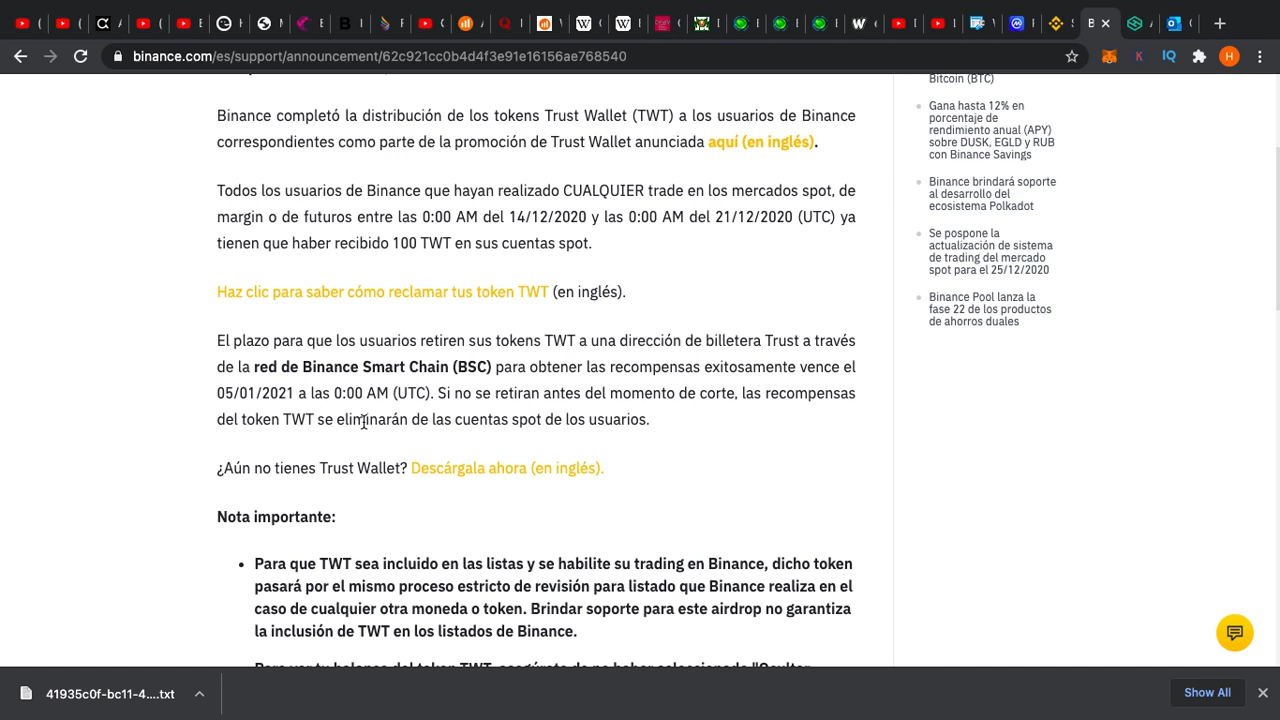 binance.com/es/support/announcement/62c921cc0b4d4f3e91e16156ae768540
Binance completó la distribución de los tokens Trust Wallet (TWT) a los usuarios de Binance
correspondientes como parte de la promoción de Trust Wallet anunciada aquí (en inglés).
Todos los usuarios de Binance que hayan realizado CUALQUIER trade en los mercados spot, de
margin o de futuros entre las 0:00 AM del 14/12/2020 y las 0:00 AM del 21/12/2020 (UTC) ya
tienen que haber recibido 100 TWT en sus cuentas spot.
Haz clic para saber cómo reclamar tus token TWT (en inglés).
El plazo para que los usuarios retiren sus tokens TWT a una dirección de billetera Trust a través
de la red de Binance Smart Chain (BSC) para obtener las recompensas exitosamente vence el
05/01/2021 a las 0:00 AM (UTC). Si no se retiran antes del momento de corte, las recompensas
del token TWT se eliminarán de las cuentas spot de los usuarios.
¿Aún no tienes Trust Wallet? Descárgala ahora (en inglés).
Nota importante:
Para que TWT sea incluido en las listas y se habilite su trading en Binance, dicho token
pasará por el mismo proceso estricto de revisión para listado que Binance realiza en el
caso de cualquier otra moneda o token. Brindar soporte para este airdrop no garantiza
la inclusión de TWT en los listados de Binance.
Para ver tu balance del token TWT, asegúrate de no haber seleccionado "Ocultar
Bitcoin (BTC)
Gana hasta 12% en
porcentaje de
rendimiento anual (APY)
sobre DUSK, EGLD y RUB
con Binance Savings
Binance brindará soporte
al desarrollo del
ecosistema Polkadot
Se pospone la
actualización de sistema
de trading del mercado
spot para el 25/12/2020
Binance Pool lanza la
fase 22 de los productos
de ahorros duales
41935c0f-bc11-4....txt
Show All